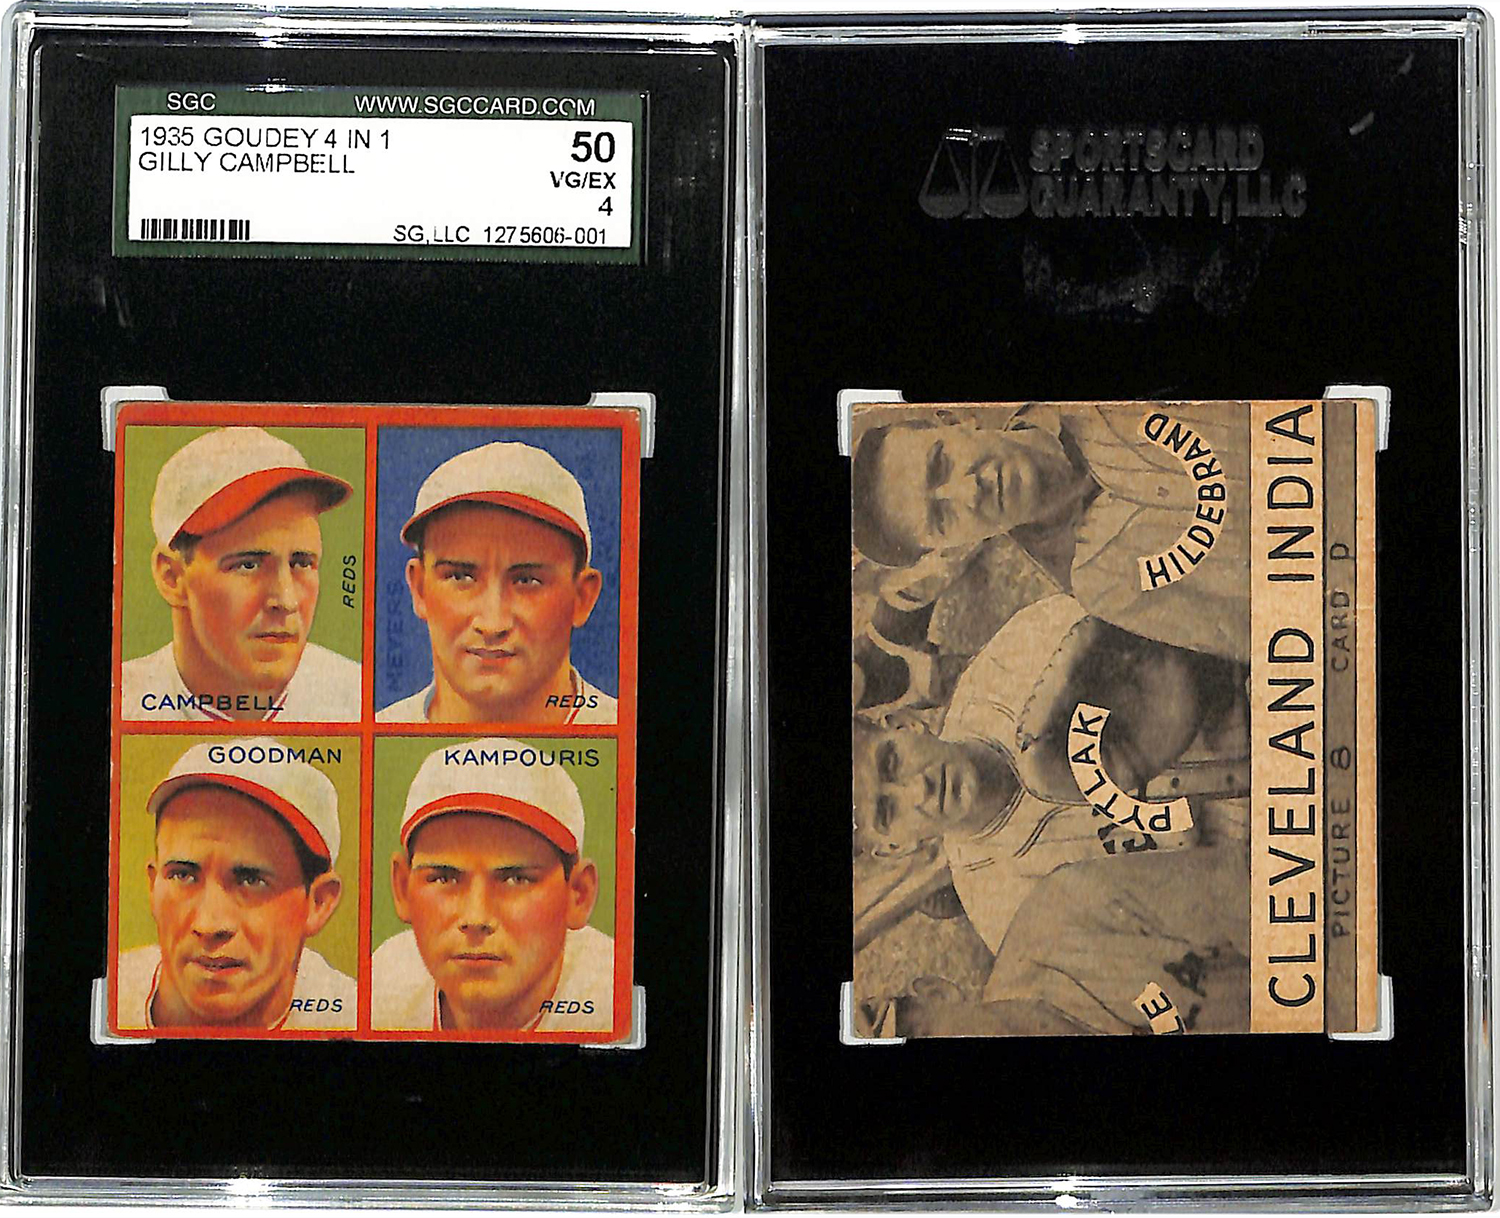 SGC WWW.SGCCARD.COM
1935 GOUDEY 4 IN 1 50
GILLY CAMPBELL VG/EX
4
SG,LLC 1275606-001
REDS
CAMPBELL
MEYERS
REDS
GOODMAN
REDS
KAMPOURIS
REDS
SPORTSCARD
GUARANTY, LLC
HILDEBRAND
PYTLAK
LE
CLEVELAND INDIA
PICTURE 8 CARD D